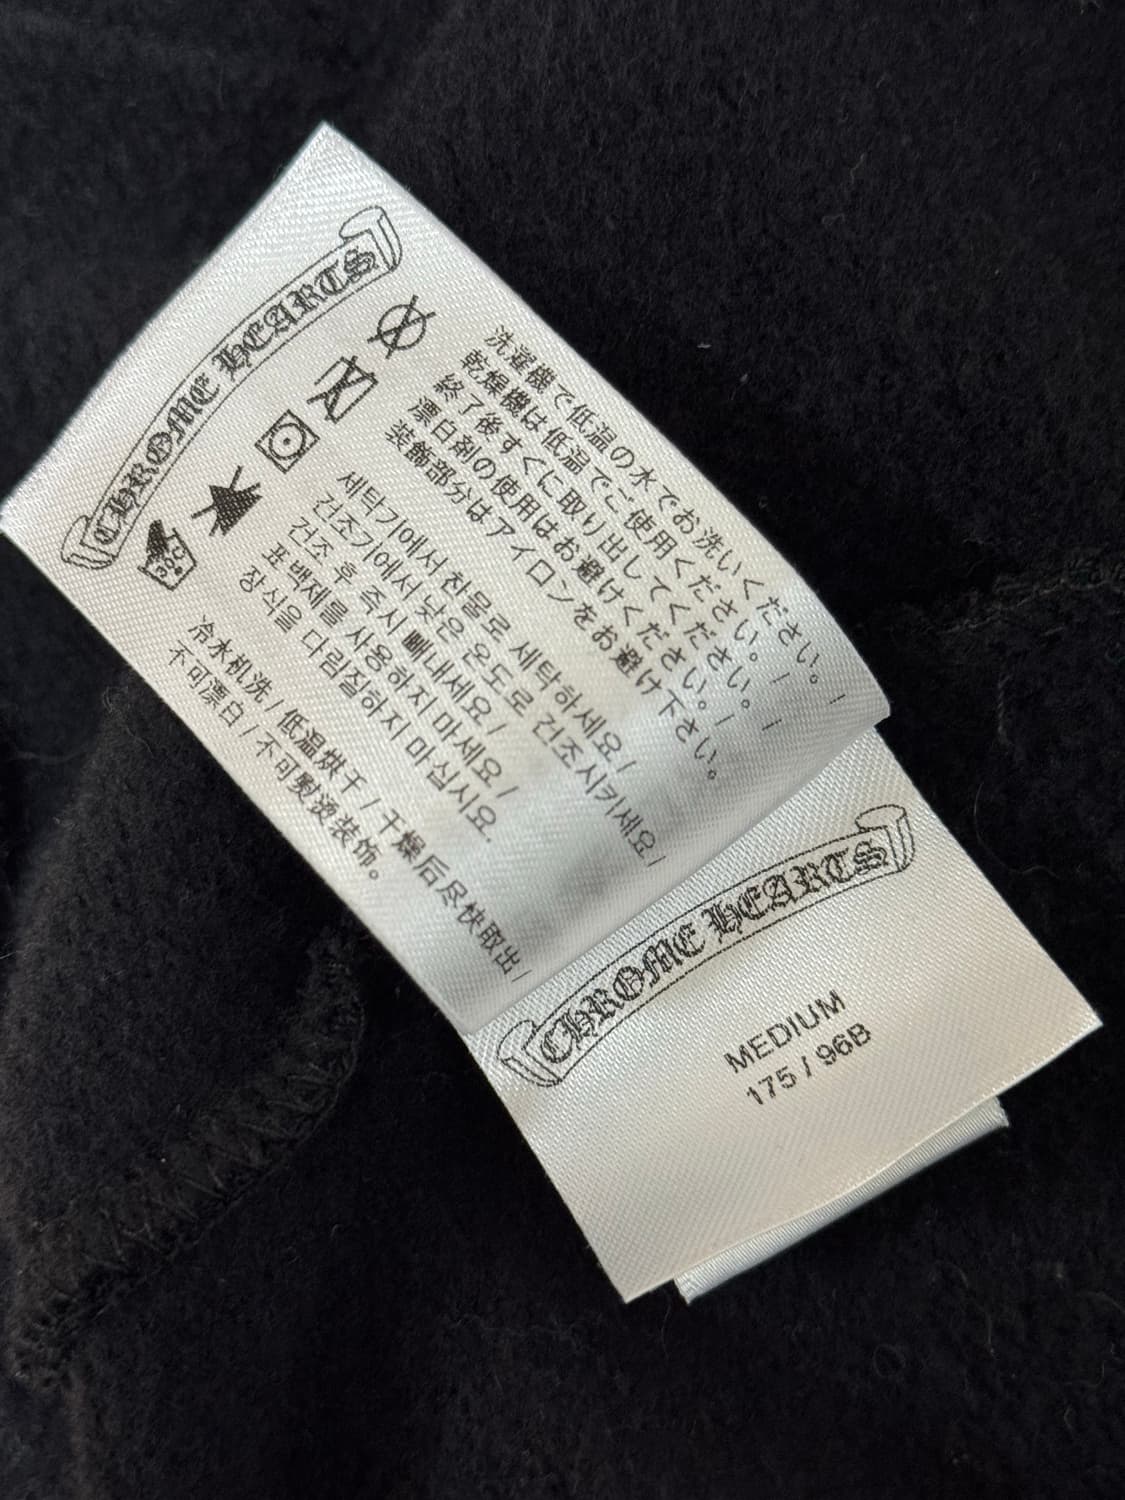 CHROME HEARTS
洗濯機で低温の水でお洗いください。/
乾燥機は低温でご使用ください。/
終了後すぐに取り出してください。/
漂白剤の使用はお避けください。/
装飾部分はアイロンをお避け下さい。
세탁기에서 찬물로 세탁하세요/
건조기에서 낮은 온도로 건조시키세요/
건조 후 즉시 빼내세요/
표백제를 사용하지 마세요/
장식을 다림질하지 마십시요.
冷水机洗/低温烘干/干燥后尽快取出/
不可漂白/不可熨烫装饰。
CHROME HEARTS
MEDIUM
175 / 96B